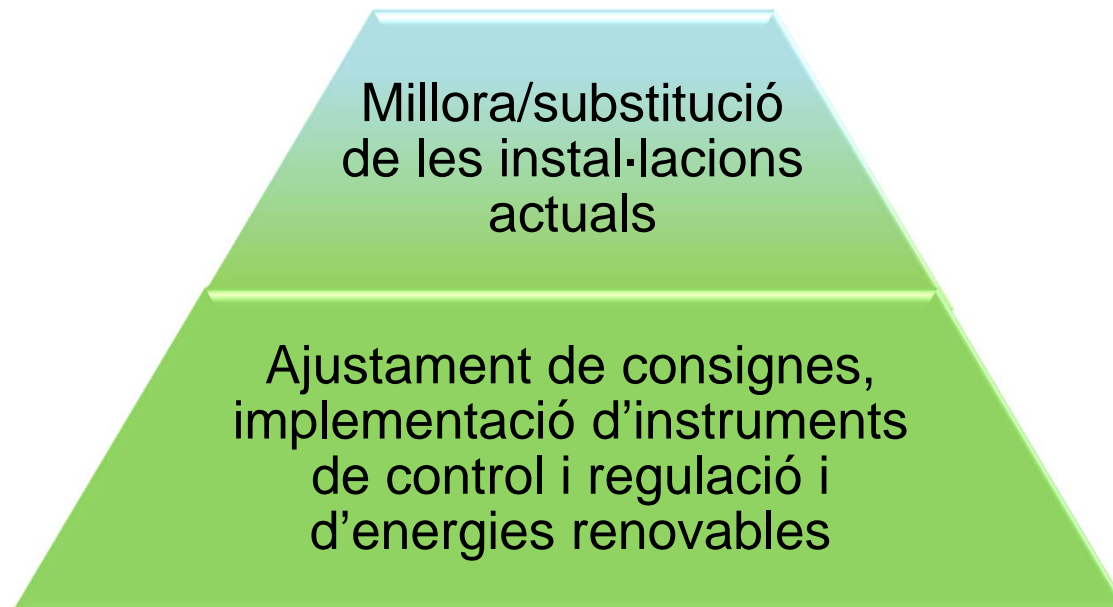 Millora/substitució
de les instal·lacions
actuals
Ajustament de consignes,
implementació d’instruments
de control i regulació i
d’energies renovables